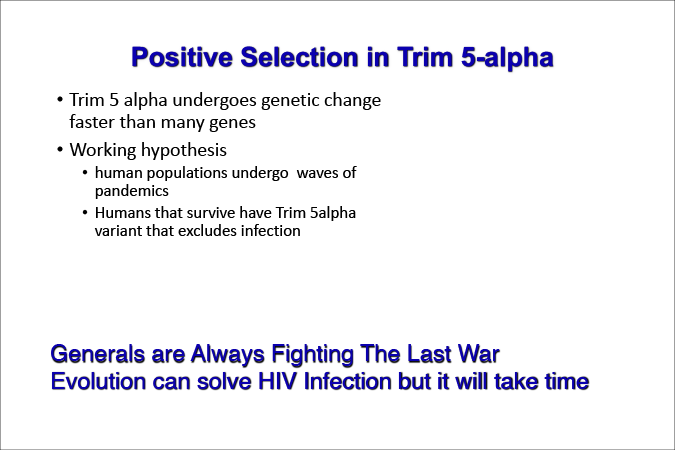 Positive Selection in Trim 5-alpha
• Trim 5 alpha undergoes genetic change
faster than many genes
• Working hypothesis
• human populations undergo  waves of
pandemics
• Humans that survive have Trim 5alpha
variant that excludes infection
Generals are Always Fighting The Last War
Evolution can solve HIV Infection but it will take time